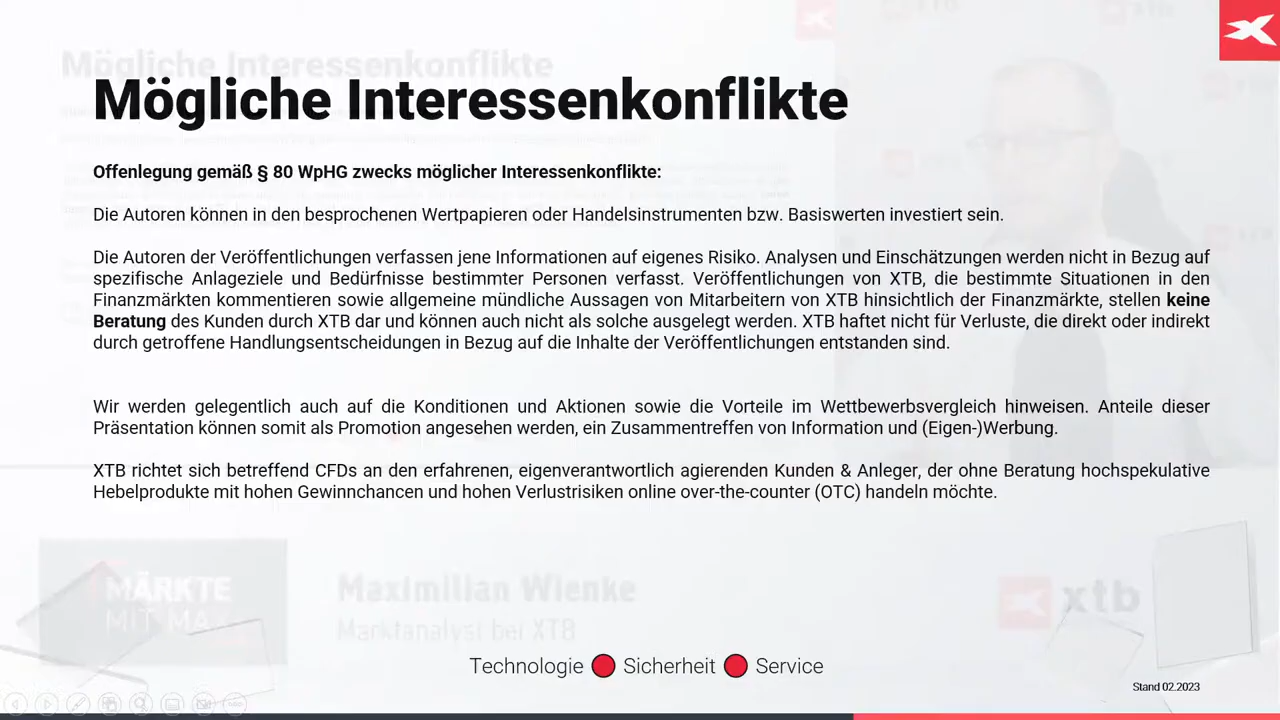 Mögliche Interessenkonflikte
Mögliche Interessenkonflikte
Offenlegung gemäß § 80 WpHG zwecks möglicher Interessenkonflikte:
Die Autoren können in den besprochenen Wertpapieren oder Handelsinstrumenten bzw. Basiswerten investiert sein.
Die Autoren der Veröffentlichungen verfassen jene Informationen auf eigenes Risiko. Analysen und Einschätzungen werden nicht in Bezug auf
spezifische Anlageziele und Bedürfnisse bestimmter Personen verfasst. Veröffentlichungen von XTB, die bestimmte Situationen in den
Finanzmärkten kommentieren sowie allgemeine mündliche Aussagen von Mitarbeitern von XTB hinsichtlich der Finanzmärkte, stellen keine
Beratung des Kunden durch XTB dar und können auch nicht als solche ausgelegt werden. XTB haftet nicht für Verluste, die direkt oder indirekt
durch getroffene Handlungsentscheidungen in Bezug auf die Inhalte der Veröffentlichungen entstanden sind.
Wir werden gelegentlich auch auf die Konditionen und Aktionen sowie die Vorteile im Wettbewerbsvergleich hinweisen. Anteile dieser
Präsentation können somit als Promotion angesehen werden, ein Zusammentreffen von Information und (Eigen-)Werbung.
XTB richtet sich betreffend CFDs an den erfahrenen, eigenverantwortlich agierenden Kunden & Anleger, der ohne Beratung hochspekulative
Hebelprodukte mit hohen Gewinnchancen und hohen Verlustrisiken online over-the-counter (OTC) handeln möchte.
MÄRKTE
MIT MA
Maximilian Wienke
Marktanalyst bei XTB
xtb
Technologie Sicherheit Service
Stand 02.2023